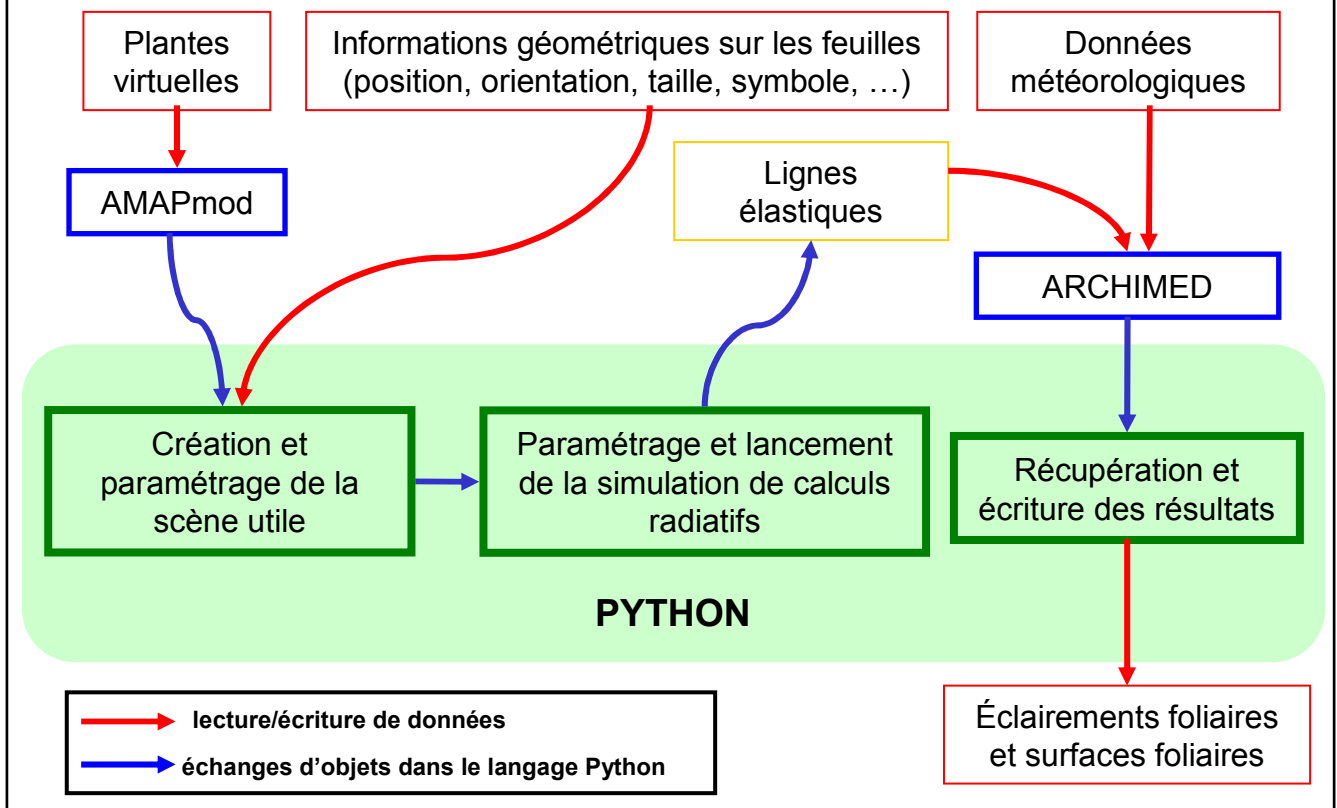 Plantes
virtuelles
Informations géométriques sur les feuilles
(position, orientation, taille, symbole, …)
Données
météorologiques
AMAPmod
Lignes
élastiques
ARCHIMED
Création et
paramétrage de la
scène utile
Paramétrage et lancement
de la simulation de calculs
radiatifs
Récupération et
écriture des résultats
PYTHON
lecture/écriture de données
échanges d’objets dans le langage Python
Éclairements foliaires
et surfaces foliaires